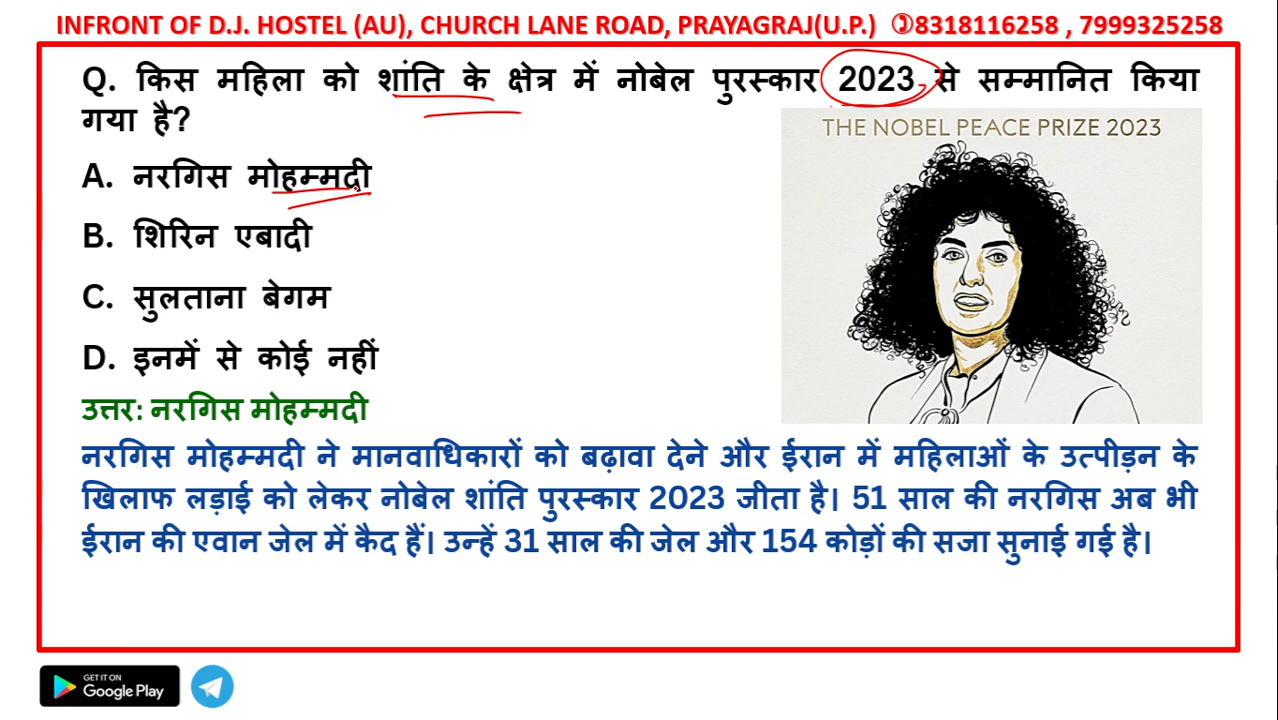 INFRONT OF D.J. HOSTEL (AU), CHURCH LANE ROAD, PRAYAGRAJ(U.P.) ✆8318116258 , 7999325258
Q. किस महिला को शांति के क्षेत्र में नोबेल पुरस्कार 2023 से सम्मानित किया
गया है?
THE NOBEL PEACE PRIZE 2023
A. नरगिस मोहम्मदी
B. शिरिन एबादी
C. सुलताना बेगम
D. इनमें से कोई नहीं
उत्तर: नरगिस मोहम्मदी
नरगिस मोहम्मदी ने मानवाधिकारों को बढ़ावा देने और ईरान में महिलाओं के उत्पीड़न के
खिलाफ लड़ाई को लेकर नोबेल शांति पुरस्कार 2023 जीता है। 51 साल की नरगिस अब भी
ईरान की एवान जेल में कैद हैं। उन्हें 31 साल की जेल और 154 कोड़ों की सजा सुनाई गई है।
GET IT ON
Google Play